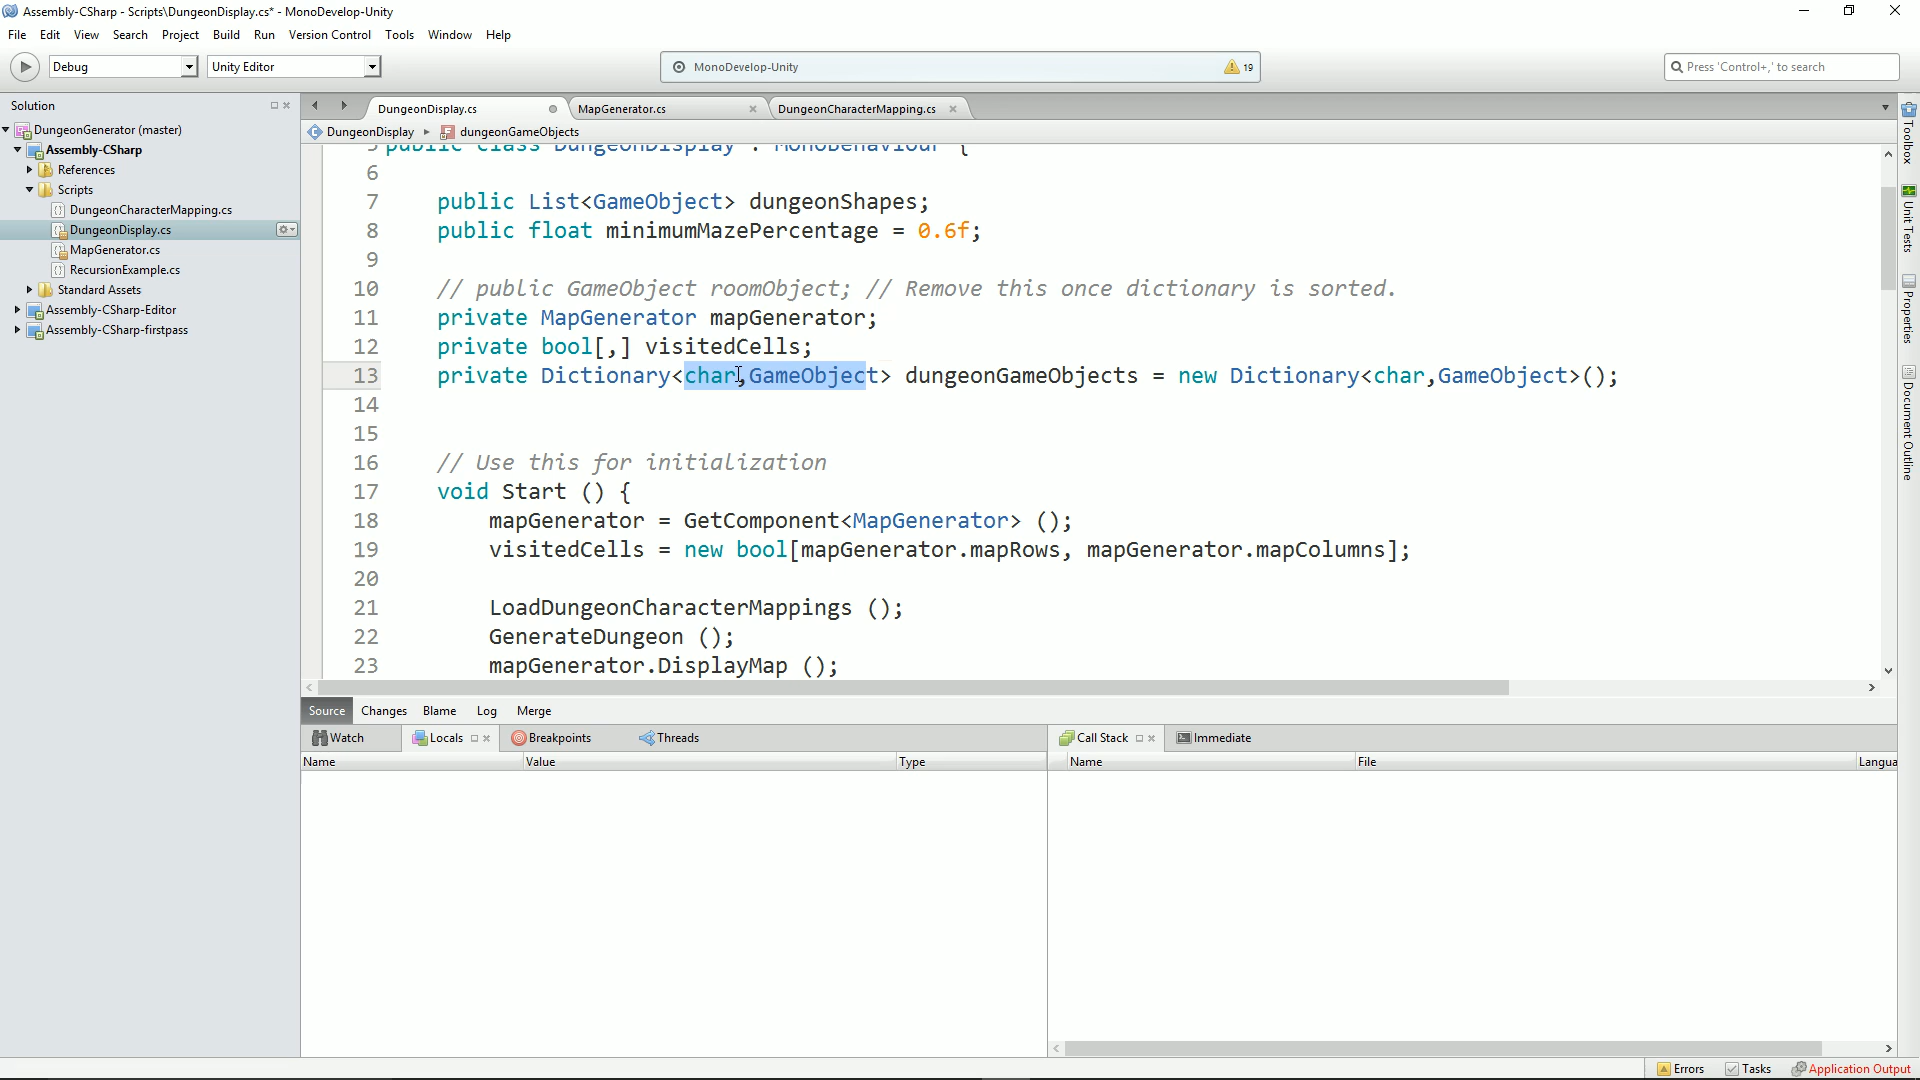 Assembly-CSharp - Scripts\DungeonDisplay.cs* - MonoDevelop-Unity
File Edit View Search Project Build Run Version Control Tools Window Help
Debug
Unity Editor
MonoDevelop-Unity
19
Press 'Control+,' to search
Solution
DungeonGenerator (master)
Assembly-CSharp
References
Scripts
DungeonCharacterMapping.cs
DungeonDisplay.cs
MapGenerator.cs
RecursionExample.cs
Standard Assets
Assembly-CSharp-Editor
Assembly-CSharp-firstpass
DungeonDisplay.cs
MapGenerator.cs
DungeonCharacterMapping.cs
DungeonDisplay dungeonGameObjects
5 public class DungeonDisplay : MonoBehaviour {
6
7 public List<GameObject> dungeonShapes;
8 public float minimumMazePercentage = 0.6f;
9
10 // public GameObject roomObject; // Remove this once dictionary is sorted.
11 private MapGenerator mapGenerator;
12 private bool[,] visitedCells;
13 private Dictionary<char,GameObject> dungeonGameObjects = new Dictionary<char,GameObject>();
14
15
16 // Use this for initialization
17 void Start () {
18 mapGenerator = GetComponent<MapGenerator> ();
19 visitedCells = new bool[mapGenerator.mapRows, mapGenerator.mapColumns];
20
21 LoadDungeonCharacterMappings ();
22 GenerateDungeon ();
23 mapGenerator.DisplayMap ();
Source Changes Blame Log Merge
Watch Locals Breakpoints Threads
Name Value Type
Call Stack Immediate
Name File Langua
Toolbox
Unit Tests
Properties
Document Outline
Errors Tasks Application Output